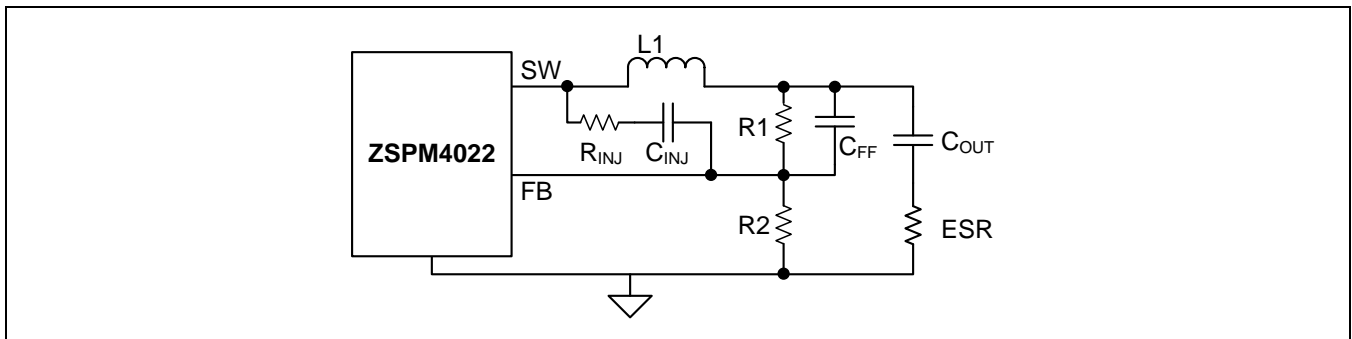 L1
SW
R1
CFF
COUT
RINJ
CINJ
ZSPM4022
FB
R2
ESR